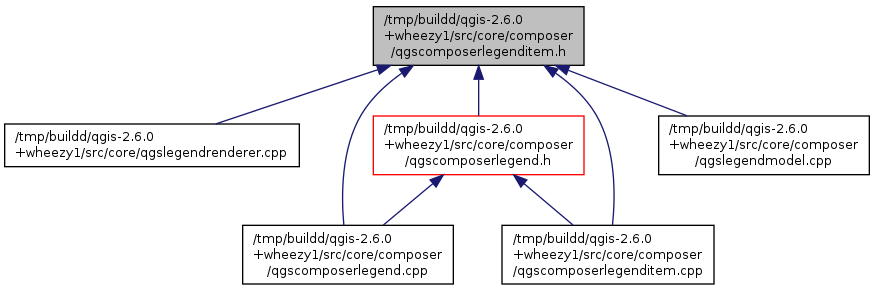 /tmp/buildd/qgis-2.6.0
+wheezy1/src/core/composer
/qgscomposerlegenditem.h
/tmp/buildd/qgis-2.6.0
+wheezy1/src/core/qgslegendrenderer.cpp
/tmp/buildd/qgis-2.6.0
+wheezy1/src/core/composer
/qgscomposerlegend.h
/tmp/buildd/qgis-2.6.0
+wheezy1/src/core/composer
/qgslegendmodel.cpp
/tmp/buildd/qgis-2.6.0
+wheezy1/src/core/composer
/qgscomposerlegend.cpp
/tmp/buildd/qgis-2.6.0
+wheezy1/src/core/composer
/qgscomposerlegenditem.cpp